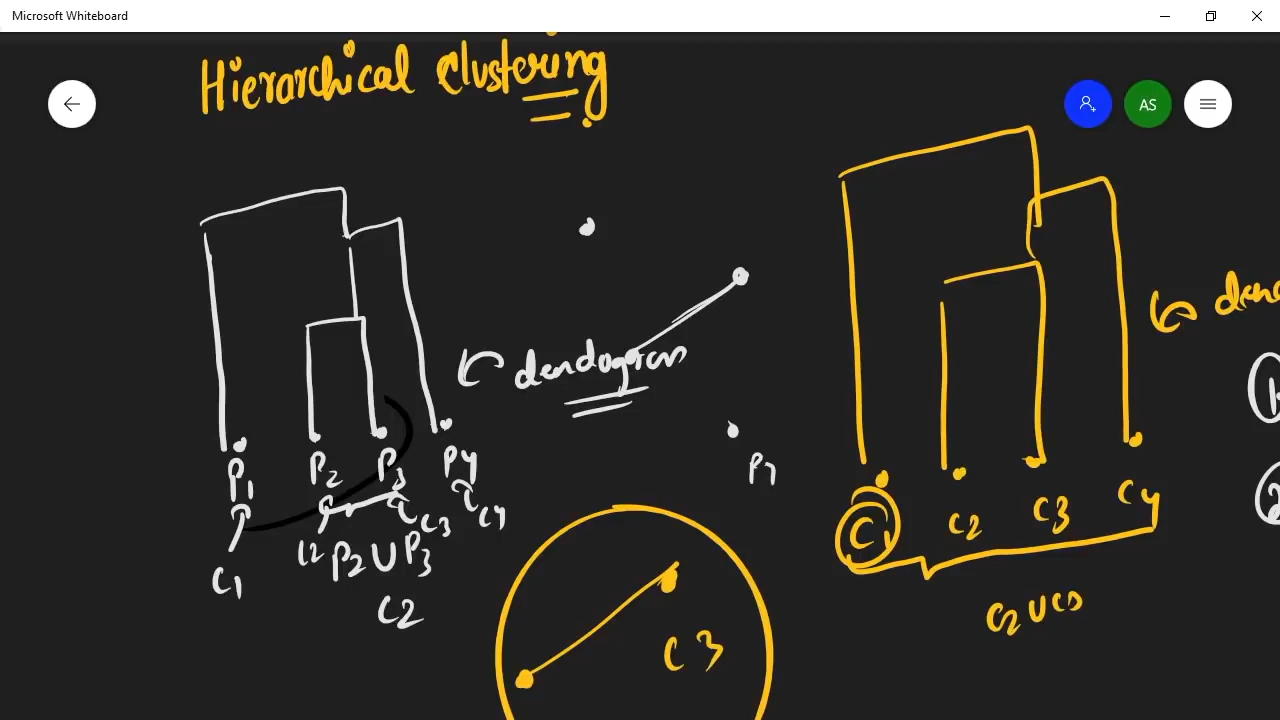 Microsoft Whiteboard
Hierarchical Clustering
AS
dendogram
P1
P2
P3
P4
P7
C1
C2
C3
C4
P2 U P3
C2
C3
C1
C2
C3
C4